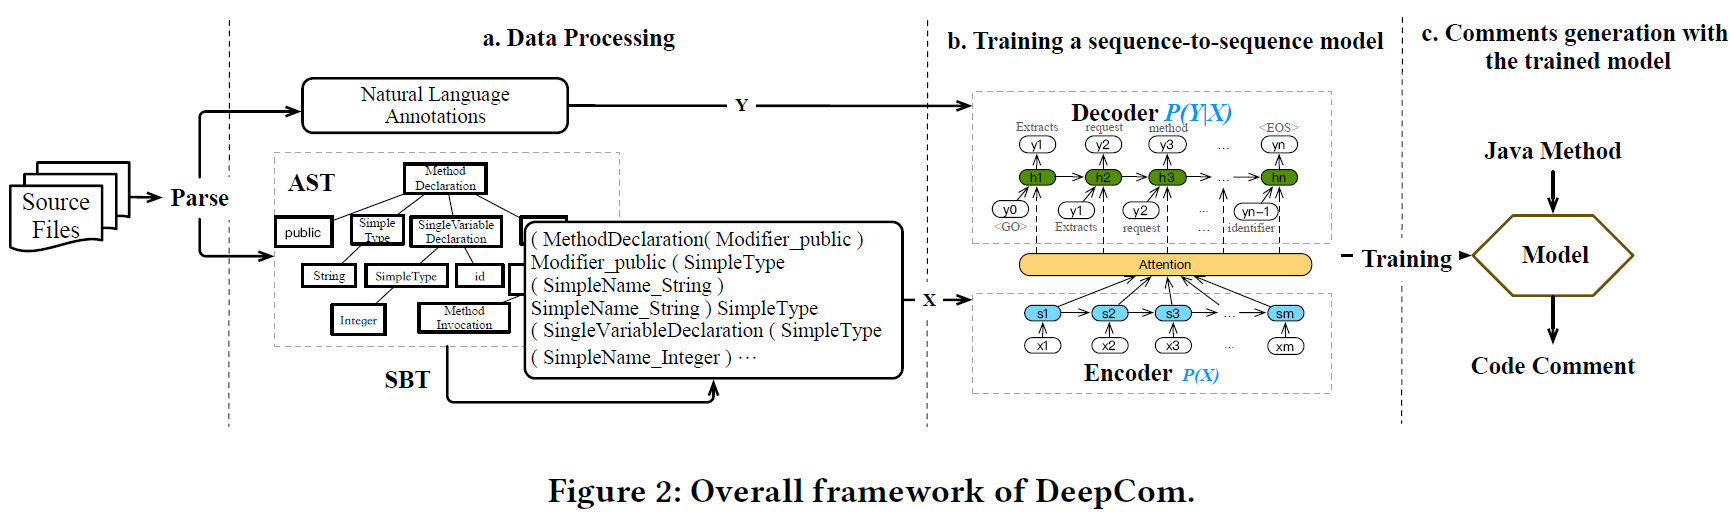 a. Data Processing
b. Training a sequence-to-sequence model
c. Comments generation with
the trained model
Source
Files
Parse
Natural Language
Annotations
Y
AST
Method
Declaration
public
Simple
Type
SingleVariable
Declaration
String
SimpleType
id
Integer
Method
Invocation
SBT
( MethodDeclaration( Modifier_public )
Modifier_public ( SimpleType
( SimpleName_String )
SimpleName_String ) SimpleType
( SingleVariableDeclaration ( SimpleType
( SimpleName_Integer ) ···
X
Decoder P(Y|X)
Extracts request method <EOS>
y1 y2 y3 ... yn
h1 h2 h3 ... hn
y0 y1 y2 ... yn-1
<GO> Extracts request ... identifier
Attention
s1 s2 s3 ... sm
x1 x2 x3 ... xm
Encoder P(X)
Training
Java Method
Model
Code Comment
Figure 2: Overall framework of DeepCom.